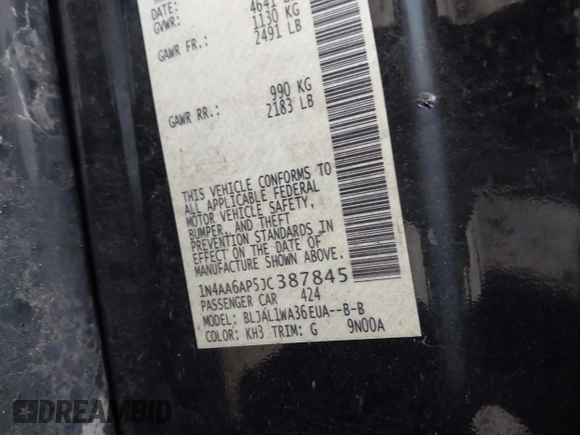 DATE: 4641
GVWR: 1130 KG
GAWR FR.: 2491 LB
990 KG
GAWR RR.: 2183 LB
THIS VEHICLE CONFORMS TO
ALL APPLICABLE FEDERAL
MOTOR VEHICLE SAFETY,
BUMPER, AND THEFT
PREVENTION STANDARDS IN
EFFECT ON THE DATE OF
MANUFACTURE SHOWN ABOVE.
1N4AA6AP5JC387845
PASSENGER CAR 424
MODEL: BLJAL1WA36EUA--B-B
COLOR: KH3 TRIM: G 9N00A
DREAMBID